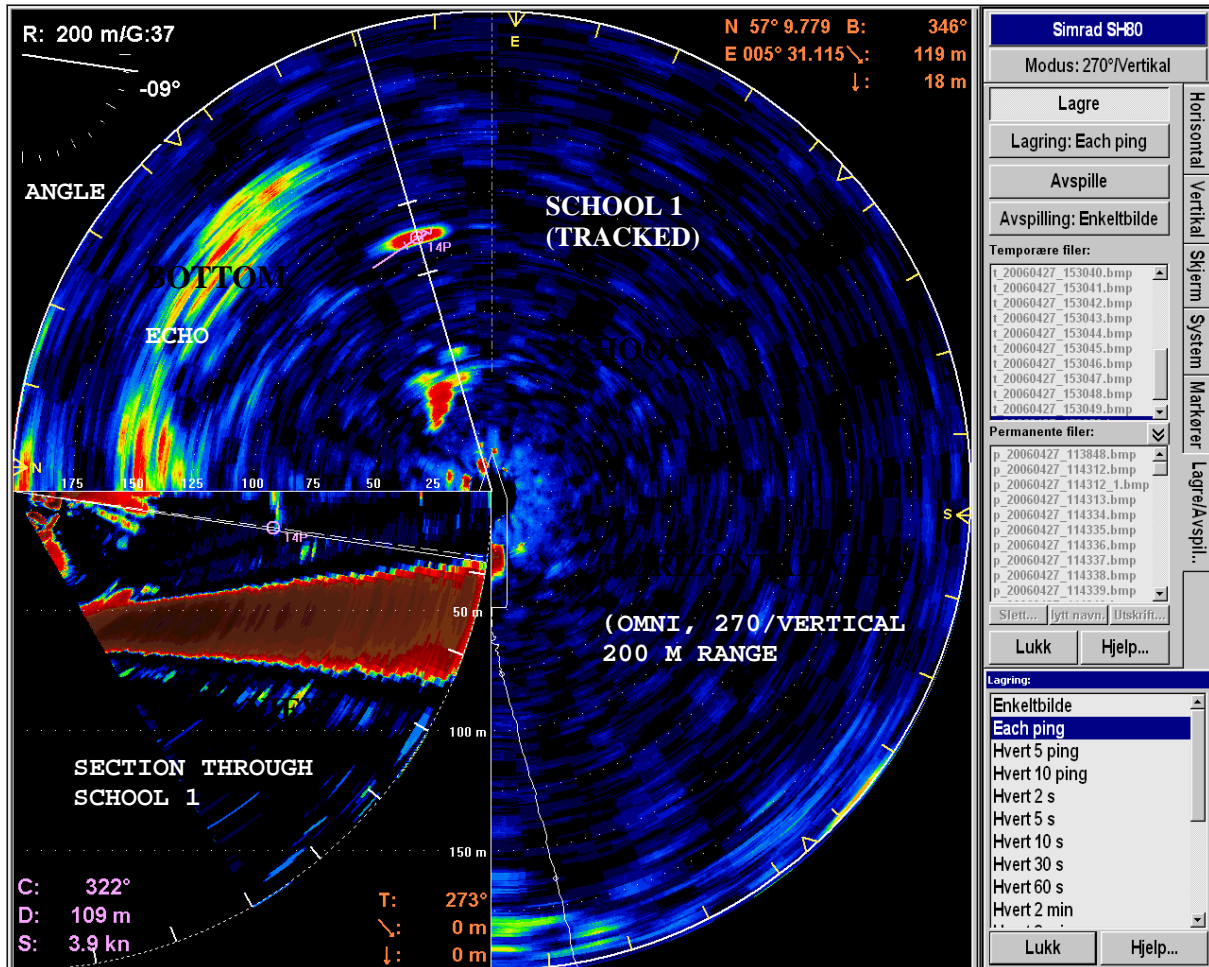 R: 200 m/G:37
-09°
ANGLE
N 57° 9.779 B: 346°
E 005° 31.115 ↘: 119 m
↓: 18 m
E
SCHOOL 1
(TRACKED)
14P
BOTTOM
ECHO
N
S
175 150 125 100 75 50 25
14P
50 m
100 m
150 m
(OMNI, 270/VERTICAL
200 M RANGE
SECTION THROUGH
SCHOOL 1
C: 322°
D: 109 m
S: 3.9 kn
T: 273°
↘: 0 m
↓: 0 m
Simrad SH80
Modus: 270°/Vertikal
Lagre
Lagring: Each ping
Avspille
Avspilling: Enkeltbilde
Temporære filer:
t_20060427_153040.bmp
t_20060427_153041.bmp
t_20060427_153042.bmp
t_20060427_153043.bmp
t_20060427_153044.bmp
t_20060427_153045.bmp
t_20060427_153046.bmp
t_20060427_153047.bmp
t_20060427_153048.bmp
t_20060427_153049.bmp
Permanente filer:
p_20060427_113848.bmp
p_20060427_114312.bmp
p_20060427_114312_1.bmp
p_20060427_114313.bmp
p_20060427_114334.bmp
p_20060427_114335.bmp
p_20060427_114336.bmp
p_20060427_114337.bmp
p_20060427_114338.bmp
p_20060427_114339.bmp
Slett... lytt navn. Utskrift...
Lukk Hjelp...
Horisontal
Vertikal
Skjerm
System
Markører
Lagre/Avspil..
Lagring:
Enkeltbilde
Each ping
Hvert 5 ping
Hvert 10 ping
Hvert 2 s
Hvert 5 s
Hvert 10 s
Hvert 30 s
Hvert 60 s
Hvert 2 min
Lukk Hjelp...